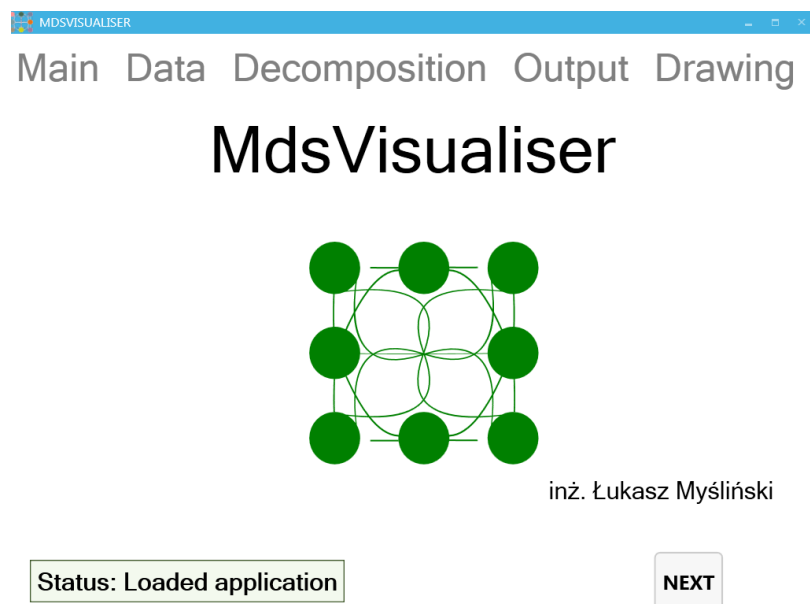 MDSVISUALISER
Main Data Decomposition Output Drawing
MdsVisualiser
inż. Łukasz Myśliński
Status: Loaded application
NEXT